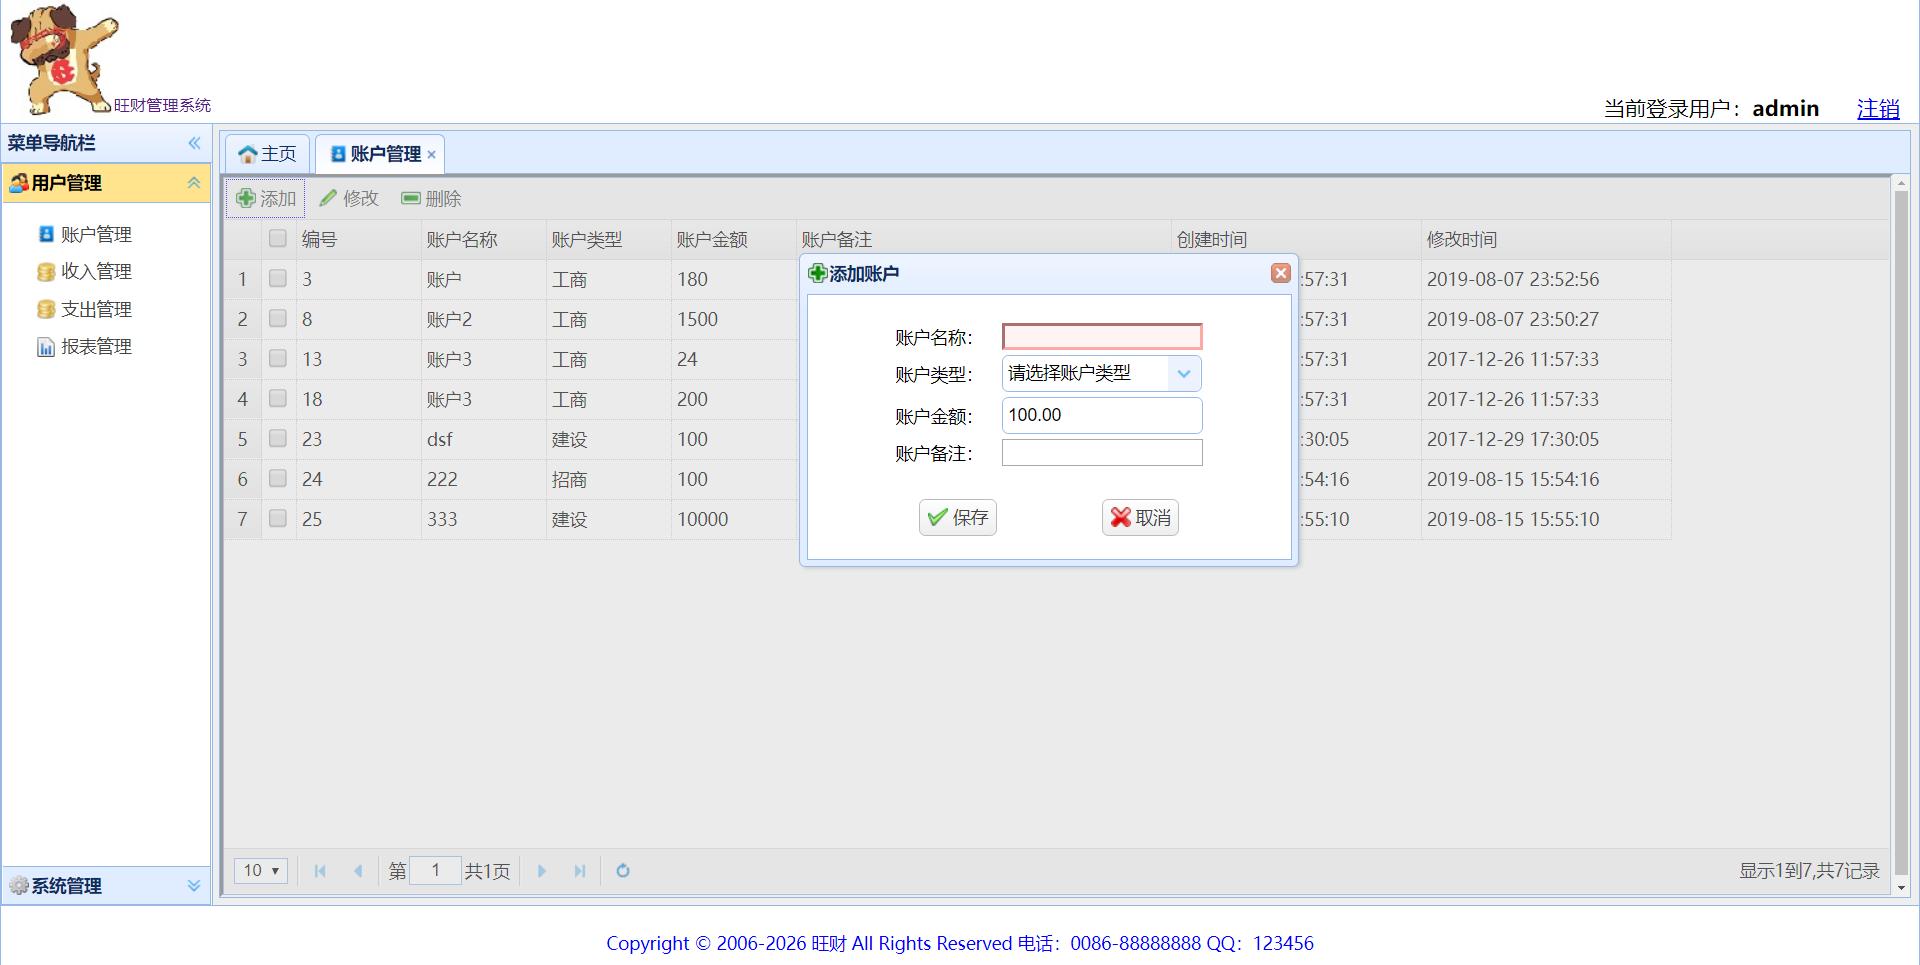 旺
旺财管理系统
当前登录用户： admin 注销
菜单导航栏
用户管理
账户管理
收入管理
支出管理
报表管理
系统管理
主页 账户管理
添加 修改 删除
编号 账户名称 账户类型 账户金额 账户备注 创建时间 修改时间
1 3 账户 工商 180 :57:31 2019-08-07 23:52:56
2 8 账户2 工商 1500 :57:31 2019-08-07 23:50:27
3 13 账户3 工商 24 :57:31 2017-12-26 11:57:33
4 18 账户3 工商 200 :57:31 2017-12-26 11:57:33
5 23 dsf 建设 100 :30:05 2017-12-29 17:30:05
6 24 222 招商 100 :54:16 2019-08-15 15:54:16
7 25 333 建设 10000 :55:10 2019-08-15 15:55:10
添加账户
账户名称：
账户类型： 请选择账户类型
账户金额： 100.00
账户备注：
保存 取消
10 第 1 共1页 显示1到7,共7记录
Copyright © 2006-2026 旺财 All Rights Reserved 电话：0086-88888888 QQ：123456